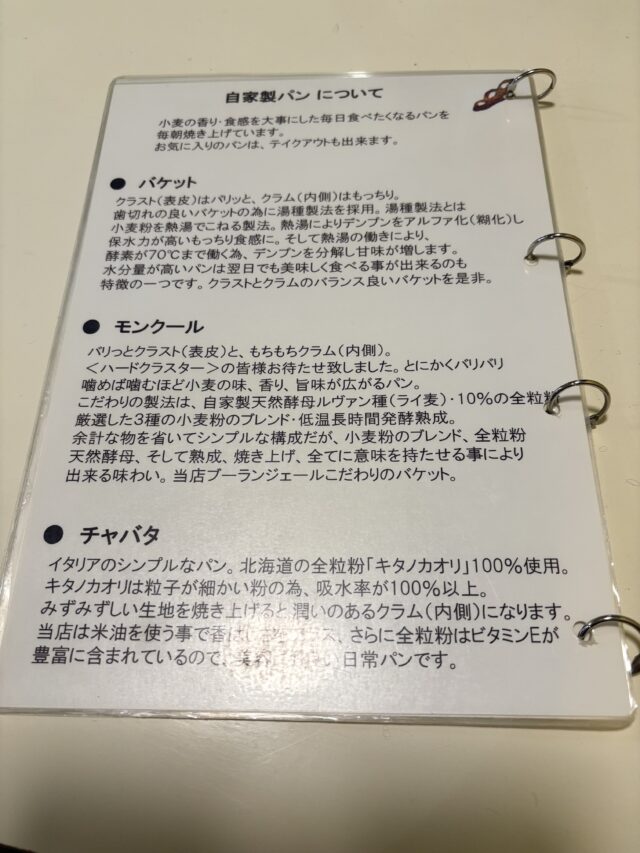 自家製パン について
小麦の香り・食感を大事にした毎日食べたくなるパンを
毎朝焼き上げています。
お気に入りのパンは、テイクアウトも出来ます。
● バケット
クラスト(表皮)はパリッと、クラム(内側)はもっちり。
歯切れの良いバケットの為に湯種製法を採用。湯種製法とは
小麦粉を熱湯でこねる製法。熱湯によりデンプンをアルファ化(糊化)し
保水力が高いもっちり食感に。そして熱湯の働きにより、
酵素が70℃まで働く為、デンプンを分解し甘味が増します。
水分量が高いパンは翌日でも美味しく食べる事が出来るのも
特徴の一つです。クラストとクラムのバランス良いバケットを是非。
● モンクール
バリっとクラスト(表皮)と、もちもちクラム(内側)。
＜ハードクラスター＞の皆様お待たせ致しました。とにかくバリバリ
噛めば噛むほど小麦の味、香り、旨味が広がるパン。
こだわりの製法は、自家製天然酵母ルヴァン種(ライ麦)・10%の全粒粉
厳選した3種の小麦粉のブレンド・低温長時間発酵熟成。
余計な物を省いてシンプルな構成だが、小麦粉のブレンド、全粒粉
天然酵母、そして熟成、焼き上げ、全てに意味を持たせる事により
出来る味わい。当店ブーランジェールこだわりのバケット。
● チャバタ
イタリアのシンプルなパン。北海道の全粒粉「キタノカオリ」100%使用。
キタノカオリは粒子が細かい粉の為、吸水率が100%以上。
みずみずしい生地を焼き上げると潤いのあるクラム(内側)になります。
当店は米油を使う事で香ば、さらに全粒粉はビタミンEが
豊富に含まれているので、日常パンです。